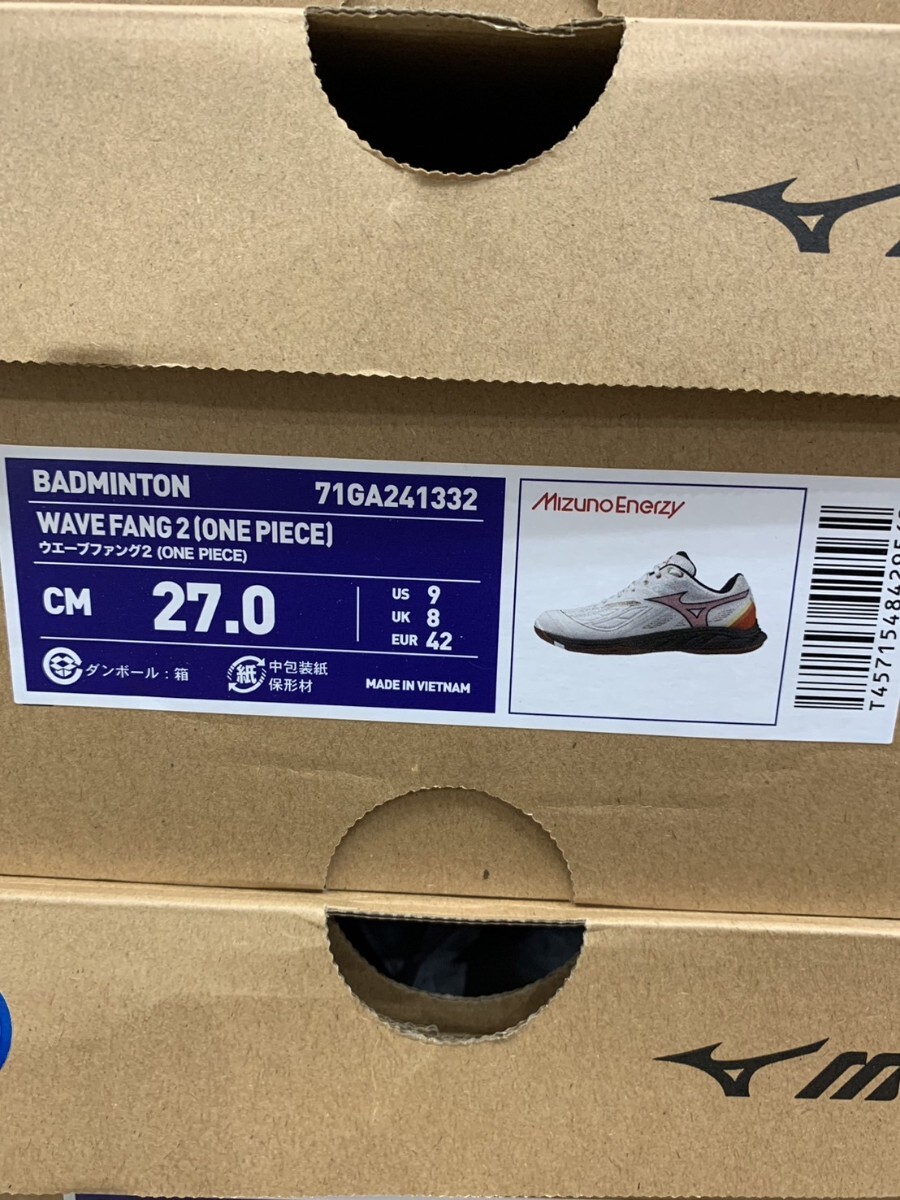 BADMINTON 71GA241332
WAVE FANG 2 (ONE PIECE)
ウエーブファング2 (ONE PIECE)
CM 27.0
US 9
UK 8
EUR 42
ダンボール：箱
紙 中包装紙
保形材
MADE IN VIETNAM
MIZUNO ENERZY